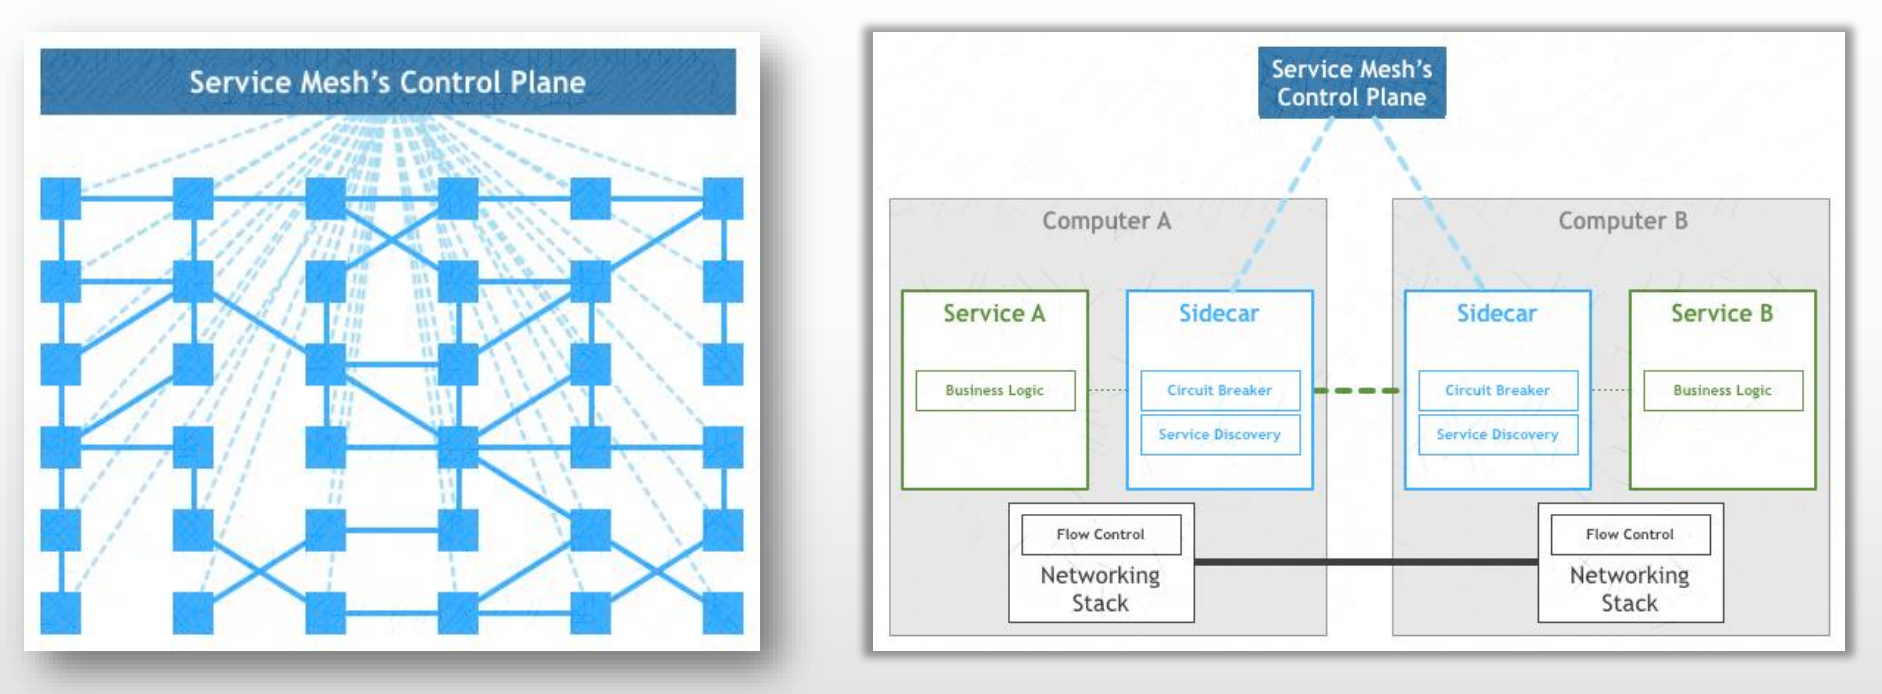 Service Mesh's Control Plane
Service Mesh's
Control Plane
Computer A
Service A
Business Logic
Sidecar
Circuit Breaker
Service Discovery
Flow Control
Networking
Stack
Computer B
Sidecar
Circuit Breaker
Service Discovery
Service B
Business Logic
Flow Control
Networking
Stack